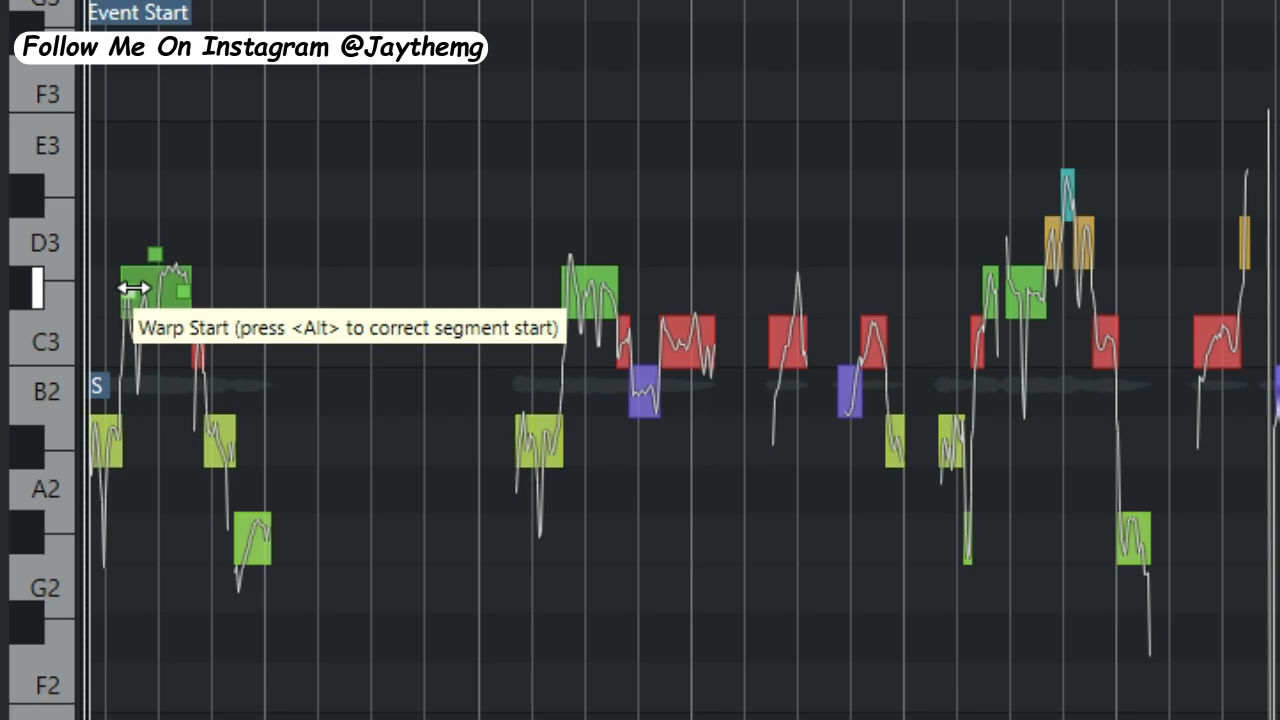 Event Start
Follow Me On Instagram @Jaythemg
F3
E3
D3
Warp Start (press <Alt> to correct segment start)
C3
S
B2
A2
G2
F2